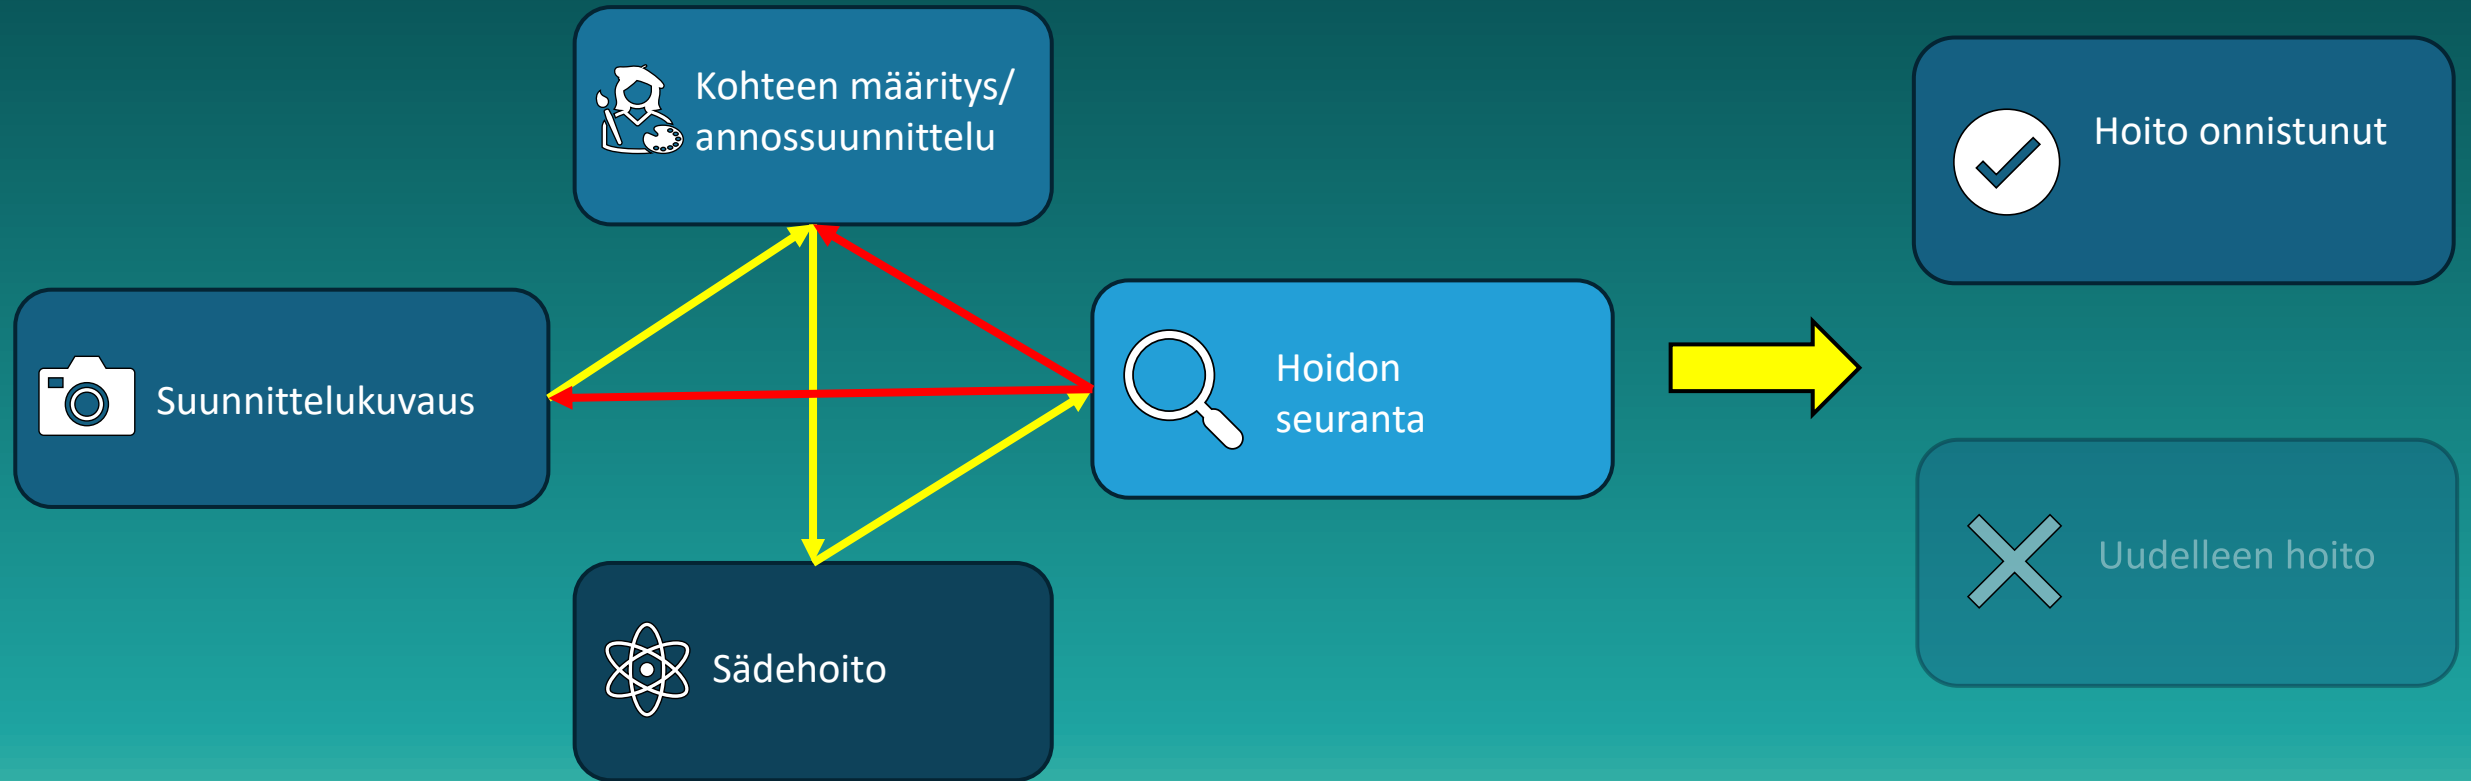 Kohteen määritys/
annossuunnittelu
Hoito onnistunut
Suunnittelukuvaus
Hoidon
seuranta
Uudelleen hoito
Sädehoito